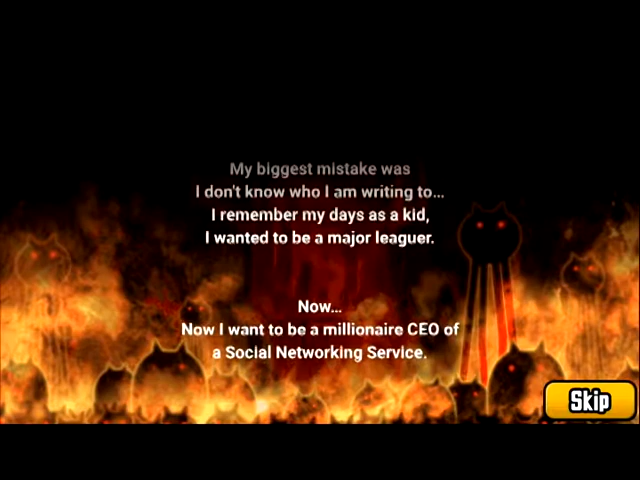 My biggest mistake was
I don't know who I am writing to...
I remember my days as a kid,
I wanted to be a major leaguer.
Now...
Now I want to be a millionaire CEO of
a Social Networking Service.
Skip